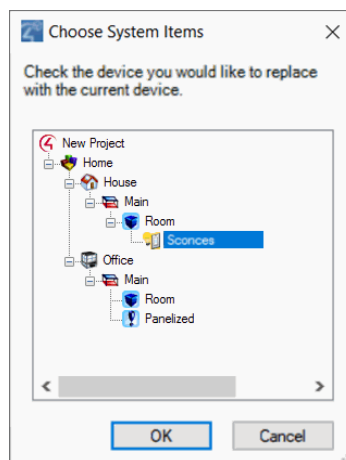 Choose System Items
Check the device you would like to replace
with the current device.
New Project
Home
House
Main
Room
Sconces
Office
Main
Room
Panelized
OK
Cancel